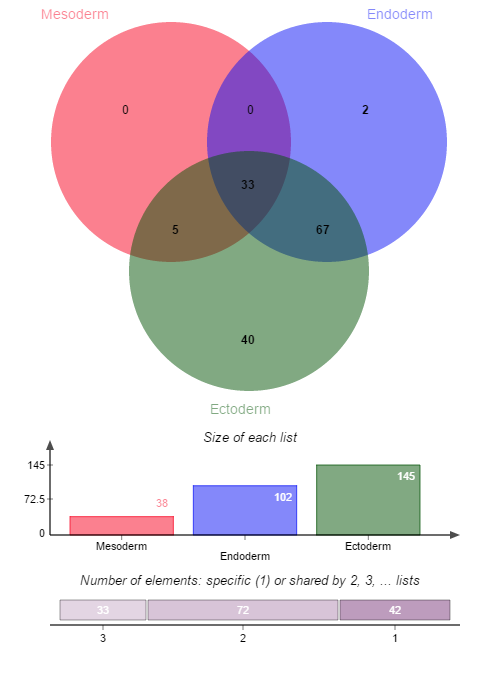 Mesoderm Endoderm
0 0 2
33
5 67
40
Ectoderm
Size of each list
145
72.5
0
38 102 145
Mesoderm Endoderm Ectoderm
Number of elements: specific (1) or shared by 2, 3, ... lists
33 72 42
3 2 1